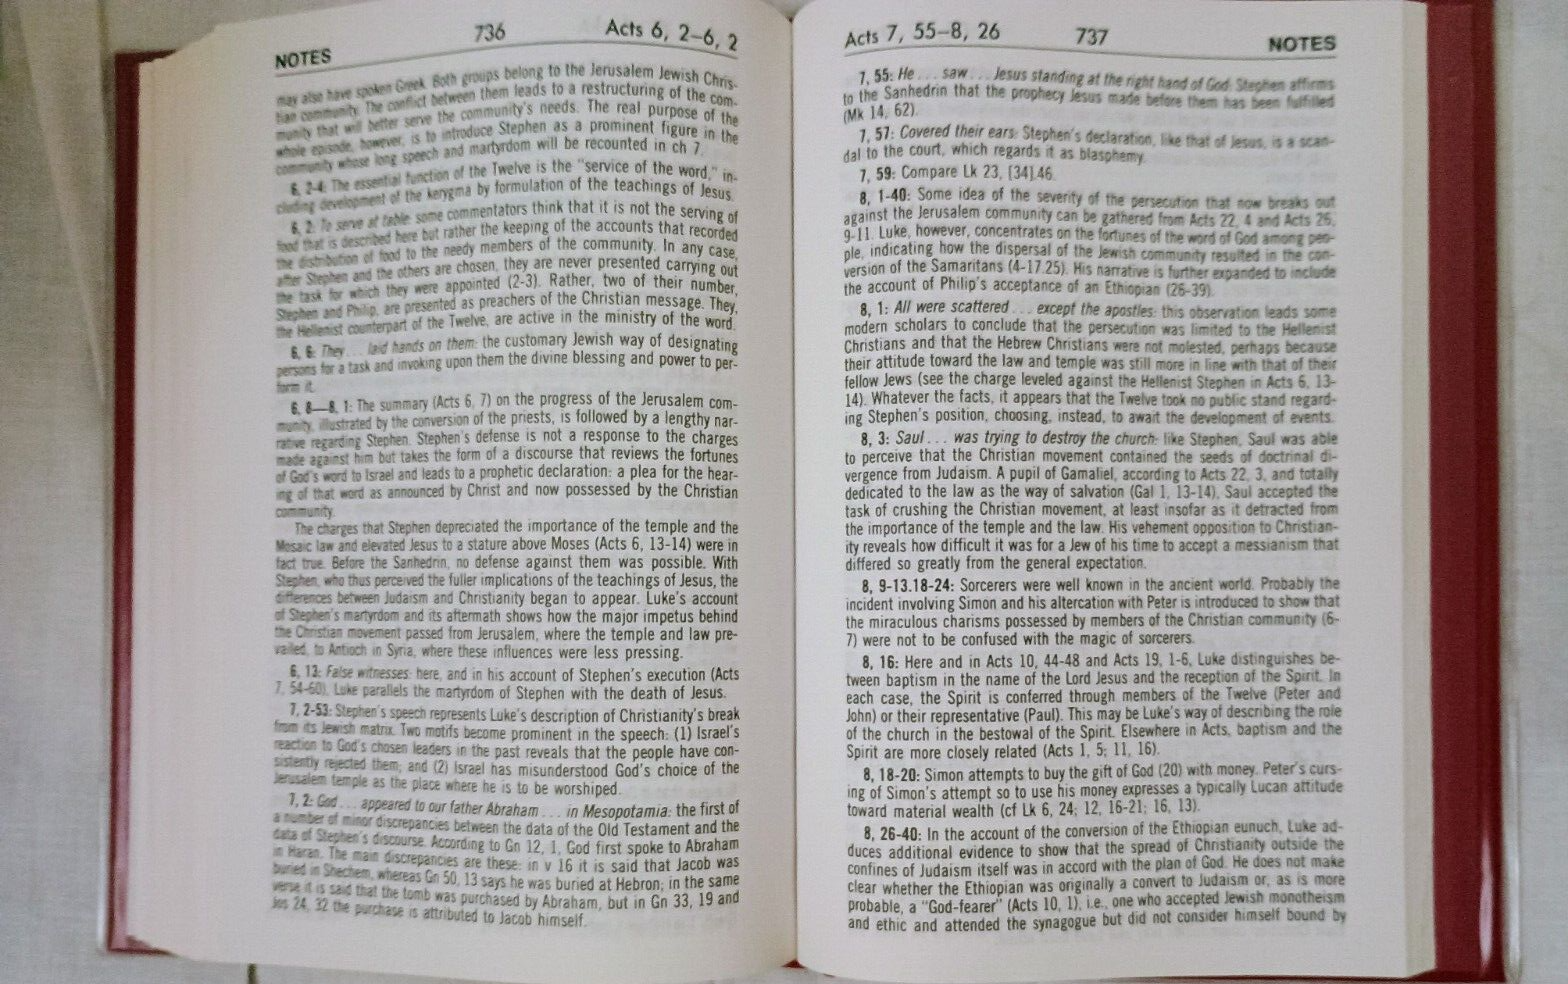 736 Acts 6, 2–6, 2
NOTES
may also have spoken Greek. Both groups belong to the Jerusalem Jewish Chris-
tian community. The conflict between them leads to a restructuring of the com-
munity that will better serve the community's needs. The real purpose of the
whole episode, however, is to introduce Stephen as a prominent figure in the
community whose long speech and martyrdom will be recounted in ch 7.
6, 2-4: The essential function of the Twelve is the "service of the word," in-
cluding development of the kerygma by formulation of the teachings of Jesus.
6, 2: To serve at table: some commentators think that it is not the serving of
food that is described here but rather the keeping of the accounts that recorded
the distribution of food to the needy members of the community. In any case,
after Stephen and the others are chosen, they are never presented carrying out
the task for which they were appointed (2-3). Rather, two of their number,
Stephen and Philip, are presented as preachers of the Christian message. They,
the Hellenist counterpart of the Twelve, are active in the ministry of the word.
6, 6: They . . . laid hands on them: the customary Jewish way of designating
persons for a task and invoking upon them the divine blessing and power to per-
form it.
6, 8—8, 1: The summary (Acts 6, 7) on the progress of the Jerusalem com-
munity, illustrated by the conversion of the priests, is followed by a lengthy nar-
rative regarding Stephen. Stephen's defense is not a response to the charges
made against him but takes the form of a discourse that reviews the fortunes
of God's word to Israel and leads to a prophetic declaration: a plea for the hear-
ing of that word as announced by Christ and now possessed by the Christian
community.
The charges that Stephen depreciated the importance of the temple and the
Mosaic law and elevated Jesus to a stature above Moses (Acts 6, 13-14) were in
fact true. Before the Sanhedrin, no defense against them was possible. With
Stephen, who thus perceived the fuller implications of the teachings of Jesus, the
differences between Judaism and Christianity began to appear. Luke's account
of Stephen's martyrdom and its aftermath shows how the major impetus behind
the Christian movement passed from Jerusalem, where the temple and law pre-
vailed, to Antioch in Syria, where these influences were less pressing.
6, 13: False witnesses: here, and in his account of Stephen's execution (Acts
7, 54-60), Luke parallels the martyrdom of Stephen with the death of Jesus.
7, 2-53: Stephen's speech represents Luke's description of Christianity's break
from its Jewish matrix. Two motifs become prominent in the speech: (1) Israel's
reaction to God's chosen leaders in the past reveals that the people have con-
sistently rejected them; and (2) Israel has misunderstood God's choice of the
Jerusalem temple as the place where he is to be worshiped.
7, 2: God . . . appeared to our father Abraham . . . in Mesopotamia: the first of
a number of minor discrepancies between the data of the Old Testament and the
data of Stephen's discourse. According to Gn 12, 1, God first spoke to Abraham
in Haran. The main discrepancies are these: in v 16 it is said that Jacob was
buried in Shechem, whereas Gn 50, 13 says he was buried at Hebron; in the same
verse it is said that the tomb was purchased by Abraham, but in Gn 33, 19 and
Jos 24, 32 the purchase is attributed to Jacob himself.
Acts 7, 55–8, 26 737 NOTES
7, 55: He . . . saw . . . Jesus standing at the right hand of God: Stephen affirms
to the Sanhedrin that the prophecy Jesus made before them has been fulfilled
(Mk 14, 62).
7, 57: Covered their ears: Stephen's declaration, like that of Jesus, is a scan-
dal to the court, which regards it as blasphemy.
7, 59: Compare Lk 23, [34].46.
8, 1-40: Some idea of the severity of the persecution that now breaks out
against the Jerusalem community can be gathered from Acts 22, 4 and Acts 26,
9-11. Luke, however, concentrates on the fortunes of the word of God among peo-
ple, indicating how the dispersal of the Jewish community resulted in the con-
version of the Samaritans (4-17.25). His narrative is further expanded to include
the account of Philip's acceptance of an Ethiopian (26-39).
8, 1: All were scattered . . . except the apostles: this observation leads some
modern scholars to conclude that the persecution was limited to the Hellenist
Christians and that the Hebrew Christians were not molested, perhaps because
their attitude toward the law and temple was still more in line with that of their
fellow Jews (see the charge leveled against the Hellenist Stephen in Acts 6, 13-
14). Whatever the facts, it appears that the Twelve took no public stand regard-
ing Stephen's position, choosing, instead, to await the development of events.
8, 3: Saul . . . was trying to destroy the church: like Stephen, Saul was able
to perceive that the Christian movement contained the seeds of doctrinal di-
vergence from Judaism. A pupil of Gamaliel, according to Acts 22, 3, and totally
dedicated to the law as the way of salvation (Gal 1, 13-14), Saul accepted the
task of crushing the Christian movement, at least insofar as it detracted from
the importance of the temple and the law. His vehement opposition to Christian-
ity reveals how difficult it was for a Jew of his time to accept a messianism that
differed so greatly from the general expectation.
8, 9-13.18-24: Sorcerers were well known in the ancient world. Probably the
incident involving Simon and his altercation with Peter is introduced to show that
the miraculous charisms possessed by members of the Christian community (6-
7) were not to be confused with the magic of sorcerers.
8, 16: Here and in Acts 10, 44-48 and Acts 19, 1-6, Luke distinguishes be-
tween baptism in the name of the Lord Jesus and the reception of the Spirit. In
each case, the Spirit is conferred through members of the Twelve (Peter and
John) or their representative (Paul). This may be Luke's way of describing the role
of the church in the bestowal of the Spirit. Elsewhere in Acts, baptism and the
Spirit are more closely related (Acts 1, 5; 11, 16).
8, 18-20: Simon attempts to buy the gift of God (20) with money. Peter's curs-
ing of Simon's attempt so to use his money expresses a typically Lucan attitude
toward material wealth (cf Lk 6, 24; 12, 16-21; 16, 13).
8, 26-40: In the account of the conversion of the Ethiopian eunuch, Luke ad-
duces additional evidence to show that the spread of Christianity outside the
confines of Judaism itself was in accord with the plan of God. He does not make
clear whether the Ethiopian was originally a convert to Judaism or, as is more
probable, a "God-fearer" (Acts 10, 1), i.e., one who accepted Jewish monotheism
and ethic and attended the synagogue but did not consider himself bound by